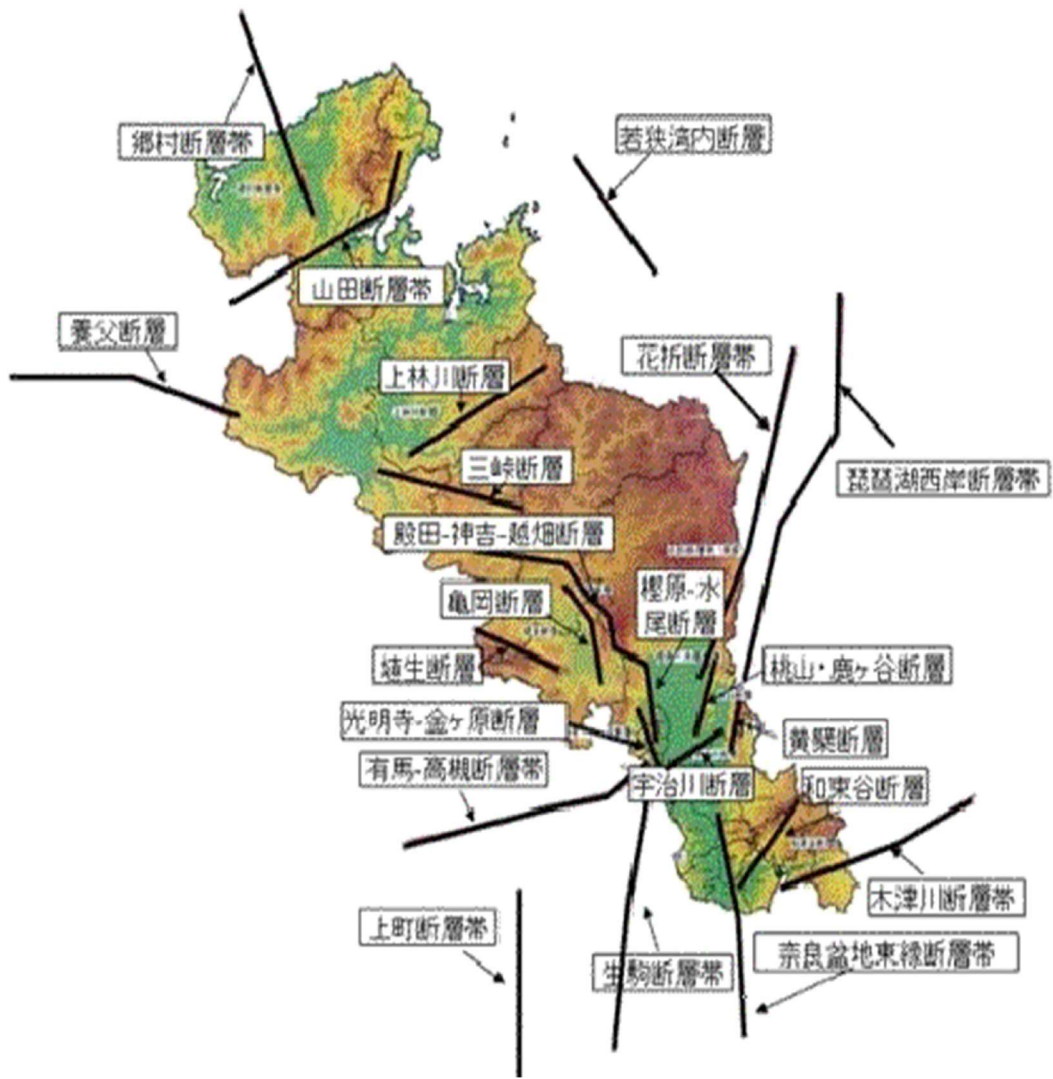 郷村断層帯
若狭湾内断層
山田断層帯
養父断層
花折断層帯
上林川断層
三峠断層
琵琶湖西岸断層帯
殿田-神吉-越畑断層
樫原-水
尾断層
亀岡断層
埴生断層
桃山・鹿ヶ谷断層
光明寺-金ヶ原断層
黄檗断層
有馬-高槻断層帯
宇治川断層
和束谷断層
木津川断層帯
上町断層帯
生駒断層帯
奈良盆地東縁断層帯